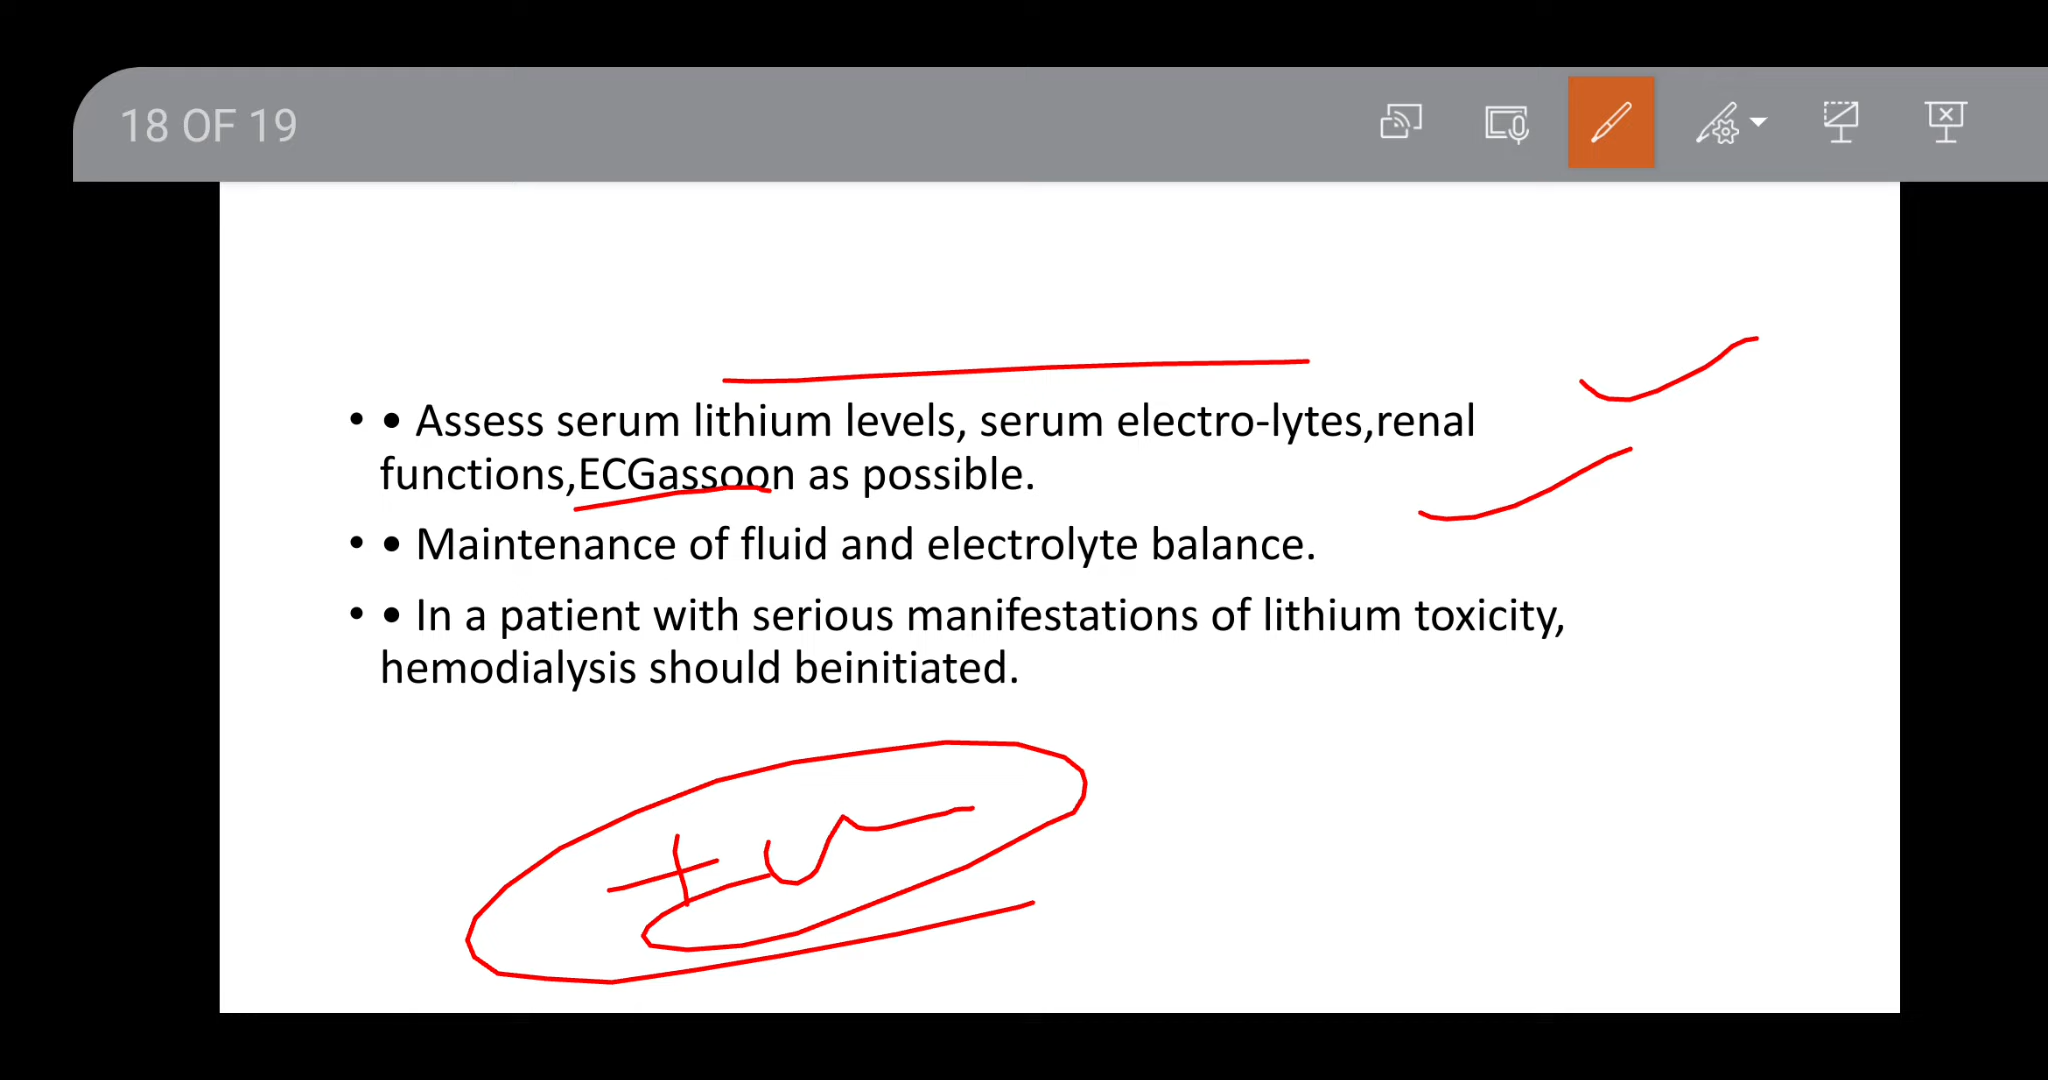 18 OF 19
• • Assess serum lithium levels, serum electro-lytes,renal
functions,ECGassoon as possible.
• • Maintenance of fluid and electrolyte balance.
• • In a patient with serious manifestations of lithium toxicity,
hemodialysis should beinitiated.